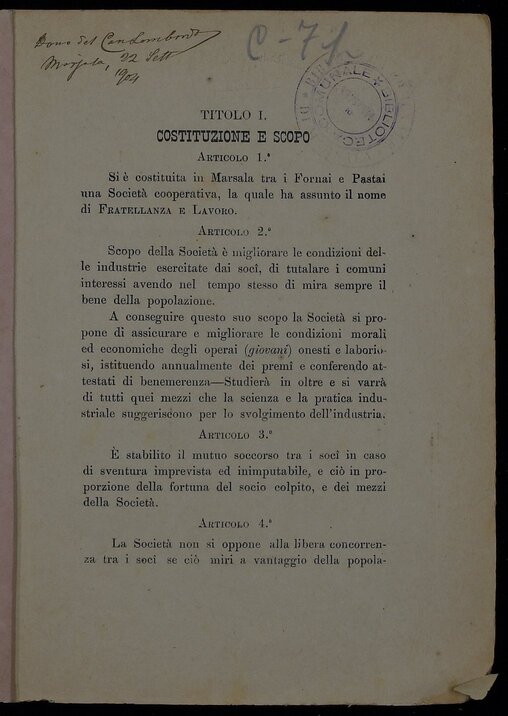 Dono del Can. Lombardo
Marsala, 22 Sett
1904
C-7
TITOLO I.
COSTITUZIONE E SCOPO
ARTICOLO 1.°
Si è costituita in Marsala tra i Fornai e Pastai
una Società cooperativa, la quale ha assunto il nome
di FRATELLANZA E LAVORO.
ARTICOLO 2.°
Scopo della Società è migliorare le condizioni del-
le industrie esercitate dai socî, di tutalare i comuni
interessi avendo nel tempo stesso di mira sempre il
bene della popolazione.
A conseguire questo suo scopo la Società si pro-
pone di assicurare e migliorare le condizioni morali
ed economiche degli operai (giovani) onesti e laborio-
si, istituendo annualmente dei premî e conferendo at-
testati di benemerenza—Studierà in oltre e si varrà
di tutti quei mezzi che la scienza e la pratica indu-
striale suggeriscono per lo svolgimento dell'industria.
ARTICOLO 3.°
È stabilito il mutuo soccorso tra i socî in caso
di sventura imprevista ed inimputabile, e ciò in pro-
porzione della fortuna del socio colpito, e dei mezzi
della Società.
ARTICOLO 4.°
La Società non si oppone alla libera concorren-
za tra i socî se ciò miri a vantaggio della popola-